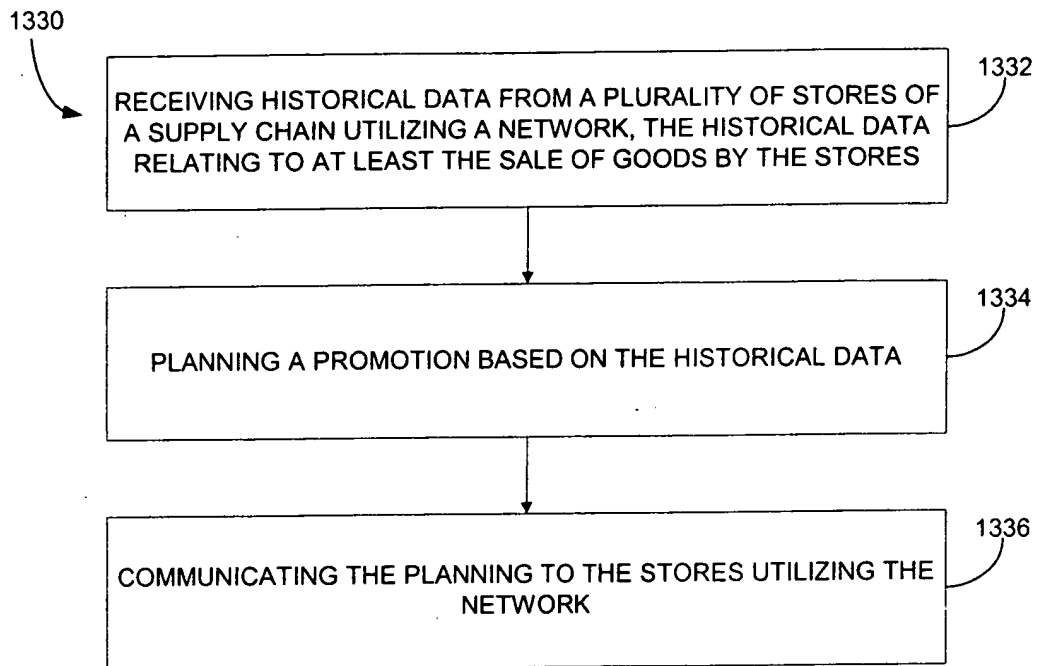 1330
1332
RECEIVING HISTORICAL DATA FROM A PLURALITY OF STORES OF
A SUPPLY CHAIN UTILIZING A NETWORK, THE HISTORICAL DATA
RELATING TO AT LEAST THE SALE OF GOODS BY THE STORES
1334
PLANNING A PROMOTION BASED ON THE HISTORICAL DATA
1336
COMMUNICATING THE PLANNING TO THE STORES UTILIZING THE
NETWORK